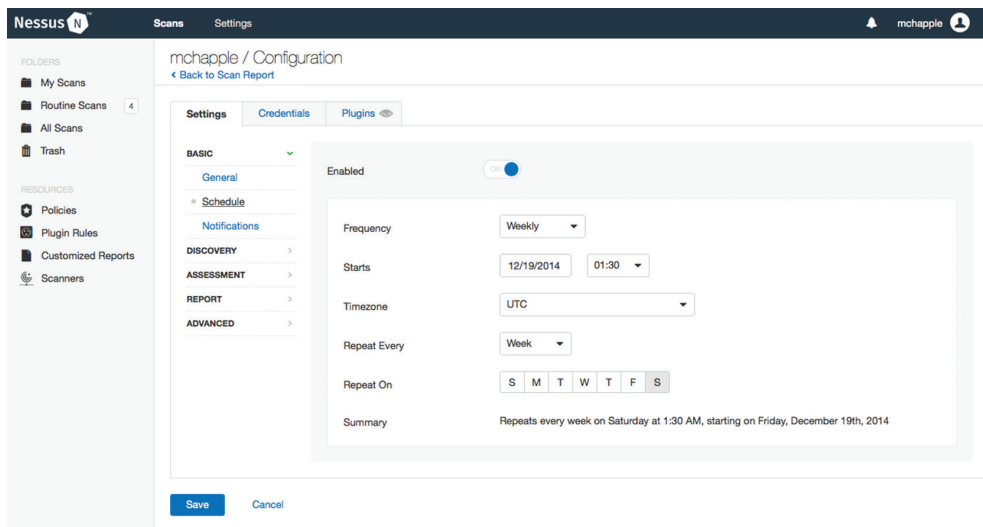 Nessus N ™
Scans Settings
mchapple
FOLDERS
My Scans
Routine Scans 4
All Scans
Trash
RESOURCES
Policies
Plugin Rules
Customized Reports
Scanners
mchapple / Configuration
Back to Scan Report
Settings Credentials Plugins
BASIC
General
Schedule
Notifications
DISCOVERY
ASSESSMENT
REPORT
ADVANCED
Enabled ON
Frequency Weekly
Starts 12/19/2014 01:30
Timezone UTC
Repeat Every Week
Repeat On S M T W T F S
Summary Repeats every week on Saturday at 1:30 AM, starting on Friday, December 19th, 2014
Save Cancel